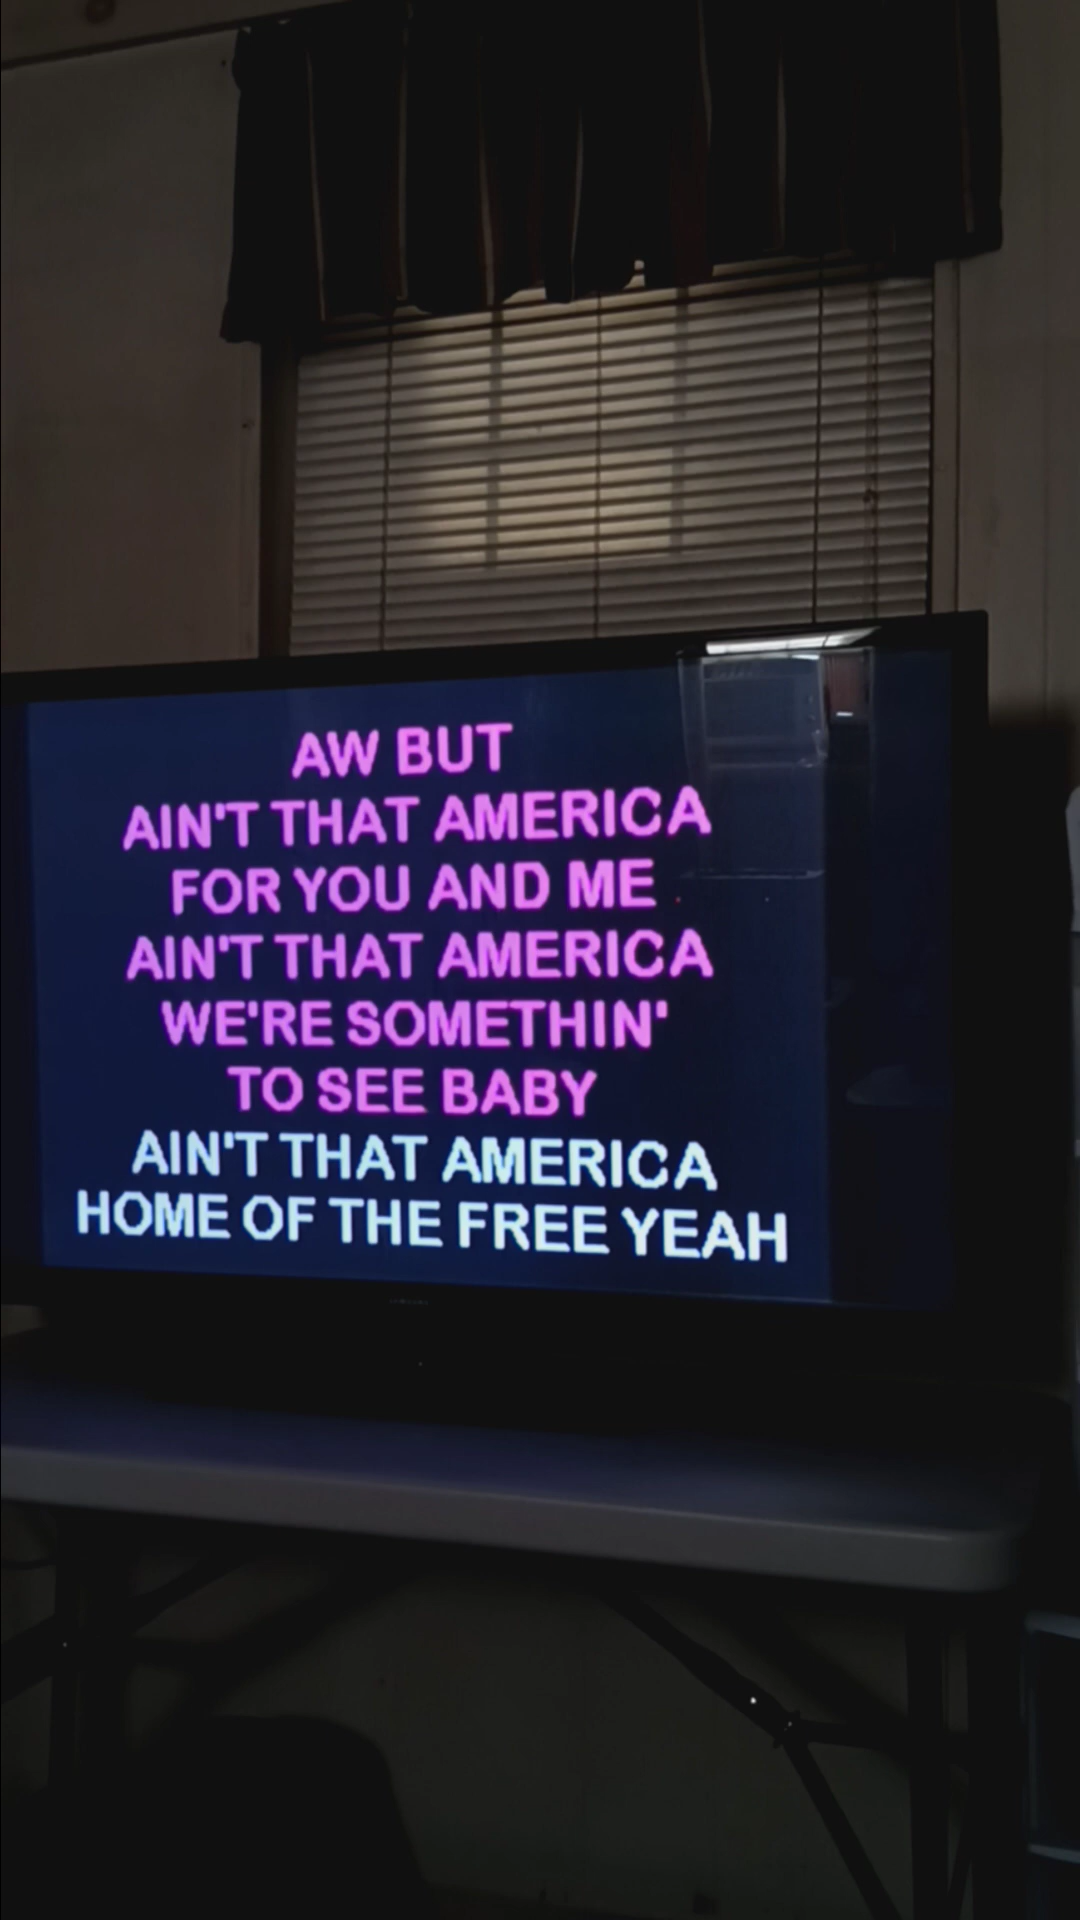 AW BUT
AIN'T THAT AMERICA
FOR YOU AND ME
AIN'T THAT AMERICA
WE'RE SOMETHIN'
TO SEE BABY
AIN'T THAT AMERICA
HOME OF THE FREE YEAH